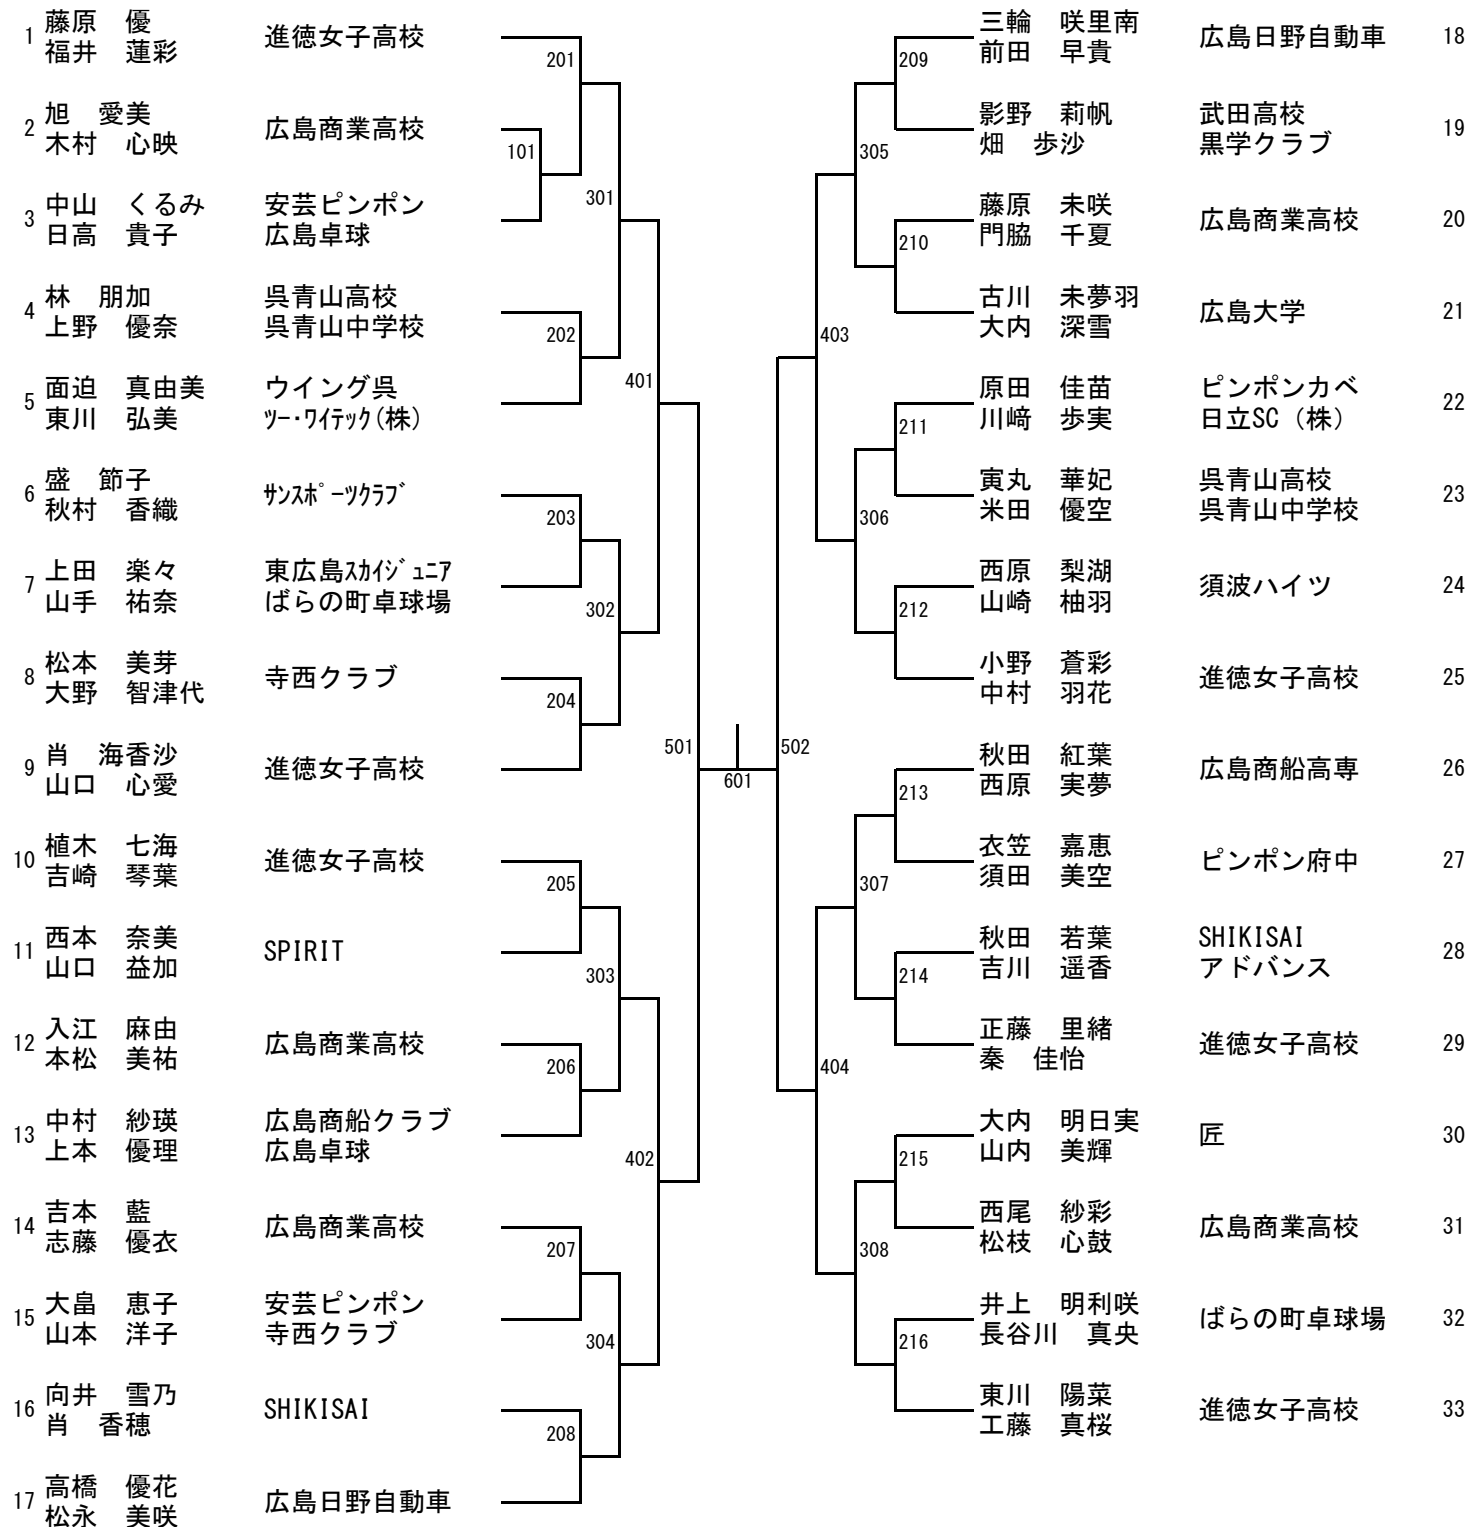 1 藤原 優 進徳女子高校
福井 蓮彩
2 旭 愛美 広島商業高校
木村 心映
3 中山 くるみ 安芸ピンポン
日高 貴子 広島卓球
4 林 朋加 呉青山高校
上野 優奈 呉青山中学校
5 面迫 真由美 ウイング呉
東川 弘美 ﾂｰ･ﾜｲﾃｯｸ(株)
6 盛 節子 ｻﾝｽﾎﾟｰﾂｸﾗﾌﾞ
秋村 香織
7 上田 楽々 東広島ｽｶｲｼﾞｭﾆｱ
山手 祐奈 ばらの町卓球場
8 松本 美芽 寺西クラブ
大野 智津代
9 肖 海香沙 進徳女子高校
山口 心愛
10 植木 七海 進徳女子高校
吉崎 琴葉
11 西本 奈美 SPIRIT
山口 益加
12 入江 麻由 広島商業高校
本松 美祐
13 中村 紗瑛 広島商船クラブ
上本 優理 広島卓球
14 吉本 藍 広島商業高校
志藤 優衣
15 大畠 恵子 安芸ピンポン
山本 洋子 寺西クラブ
16 向井 雪乃 SHIKISAI
肖 香穂
17 高橋 優花 広島日野自動車
松永 美咲
101
201
202
203
204
205
206
207
208
301
302
303
304
401
402
501
601
502
403
404
305
306
307
308
209
210
211
212
213
214
215
216
三輪 咲里南 広島日野自動車 18
前田 早貴
影野 莉帆 武田高校 19
畑 歩沙 黒学クラブ
藤原 未咲 広島商業高校 20
門脇 千夏
古川 未夢羽 広島大学 21
大内 深雪
原田 佳苗 ピンポンカベ 22
川﨑 歩実 日立SC（株）
寅丸 華妃 呉青山高校 23
米田 優空 呉青山中学校
西原 梨湖 須波ハイツ 24
山崎 柚羽
小野 蒼彩 進徳女子高校 25
中村 羽花
秋田 紅葉 広島商船高専 26
西原 実夢
衣笠 嘉恵 ピンポン府中 27
須田 美空
秋田 若葉 SHIKISAI 28
吉川 遥香 アドバンス
正藤 里緒 進徳女子高校 29
秦 佳怡
大内 明日実 匠 30
山内 美輝
西尾 紗彩 広島商業高校 31
松枝 心鼓
井上 明利咲 ばらの町卓球場 32
長谷川 真央
東川 陽菜 進徳女子高校 33
工藤 真桜